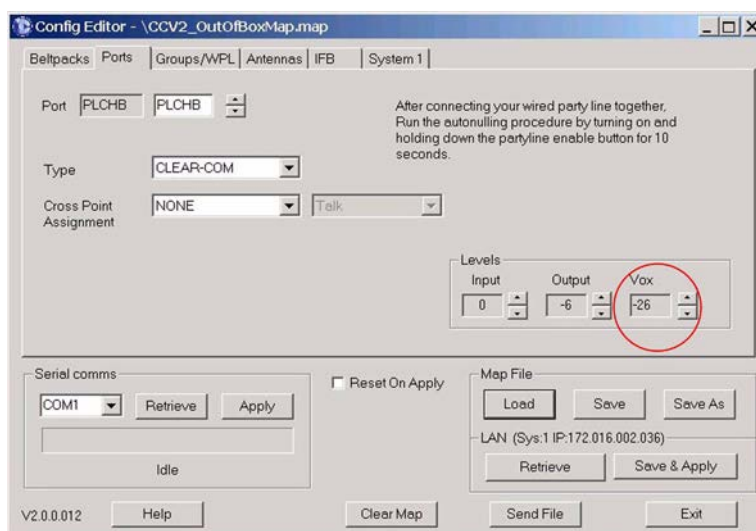 Config Editor - \CCV2_OutOfBoxMap.map
Beltpacks Ports Groups/WPL Antennas IFB System 1
Port PLCHB PLCHB
After connecting your wired party line together,
Run the autonulling procedure by turning on and
holding down the partyline enable button for 10
seconds.
Type CLEAR-COM
Cross Point
Assignment
NONE Talk
Levels
Input Output Vox
0 -6 -26
Serial comms
COM1 Retrieve Apply
Idle
Reset On Apply
Map File
Load Save Save As
LAN (Sys:1 IP:172.016.002.036)
Retrieve Save & Apply
V2.0.0.012 Help Clear Map Send File Exit